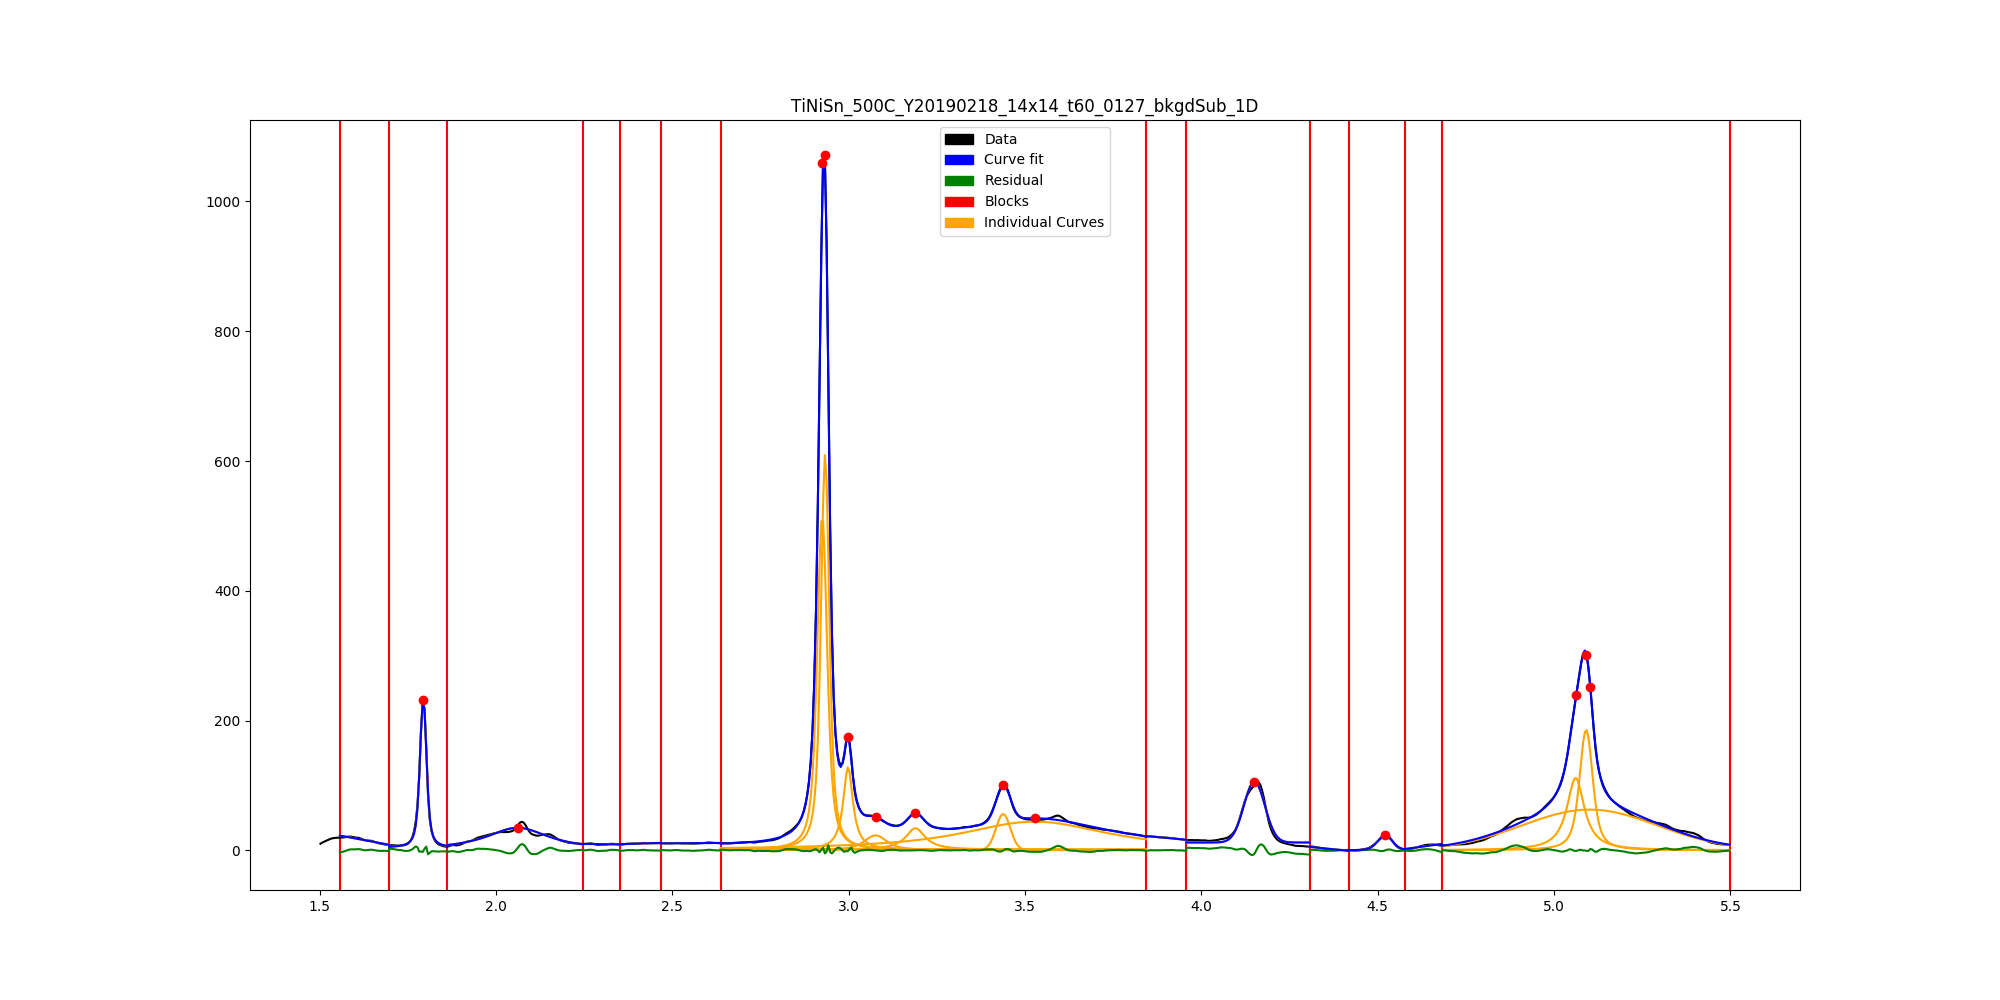 TiNiSn_500C_Y20190218_14x14_t60_0127_bkgdSub_1D
Data
Curve fit
Residual
Blocks
Individual Curves
1000
800
600
400
200
0
1.5 2.0 2.5 3.0 3.5 4.0 4.5 5.0 5.5